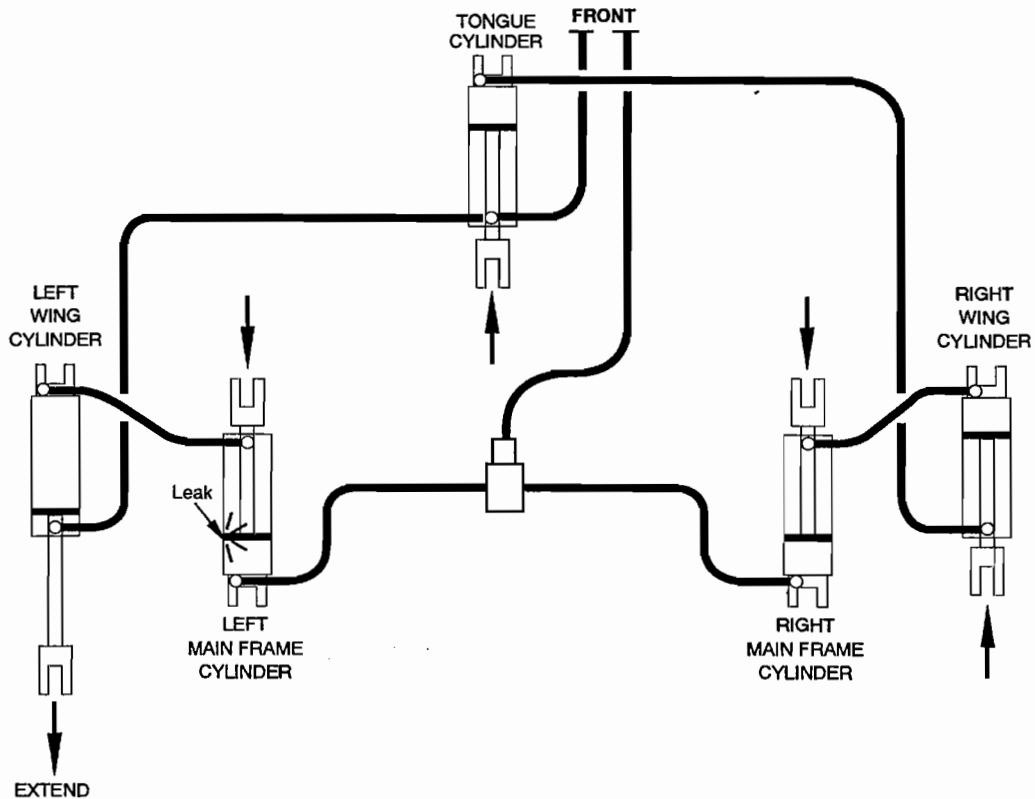 TONGUE
CYLINDER
FRONT
LEFT
WING
CYLINDER
RIGHT
WING
CYLINDER
Leak
LEFT
MAIN FRAME
CYLINDER
RIGHT
MAIN FRAME
CYLINDER
EXTEND